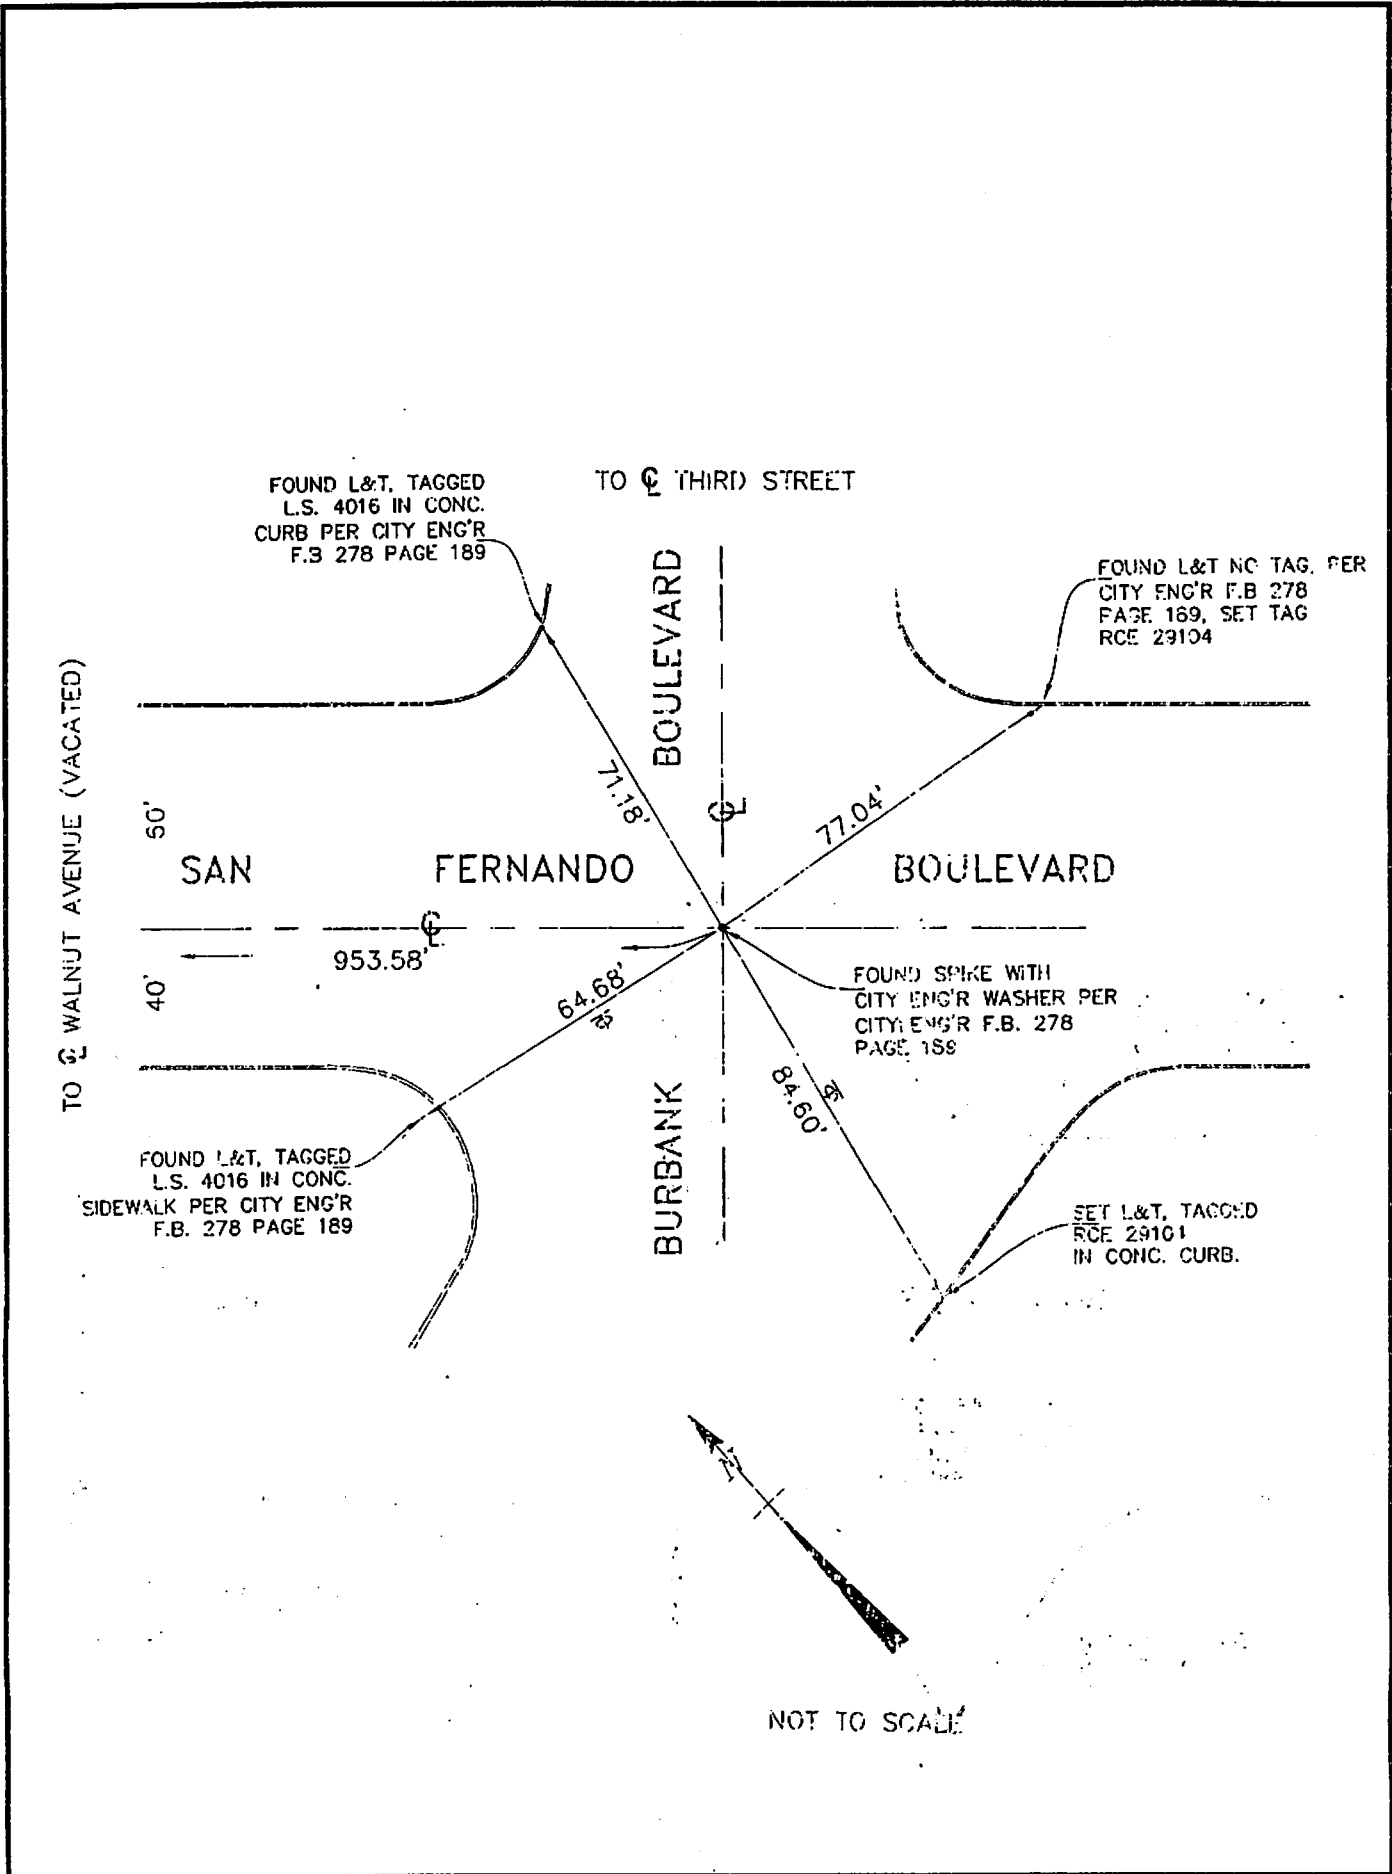 FOUND L&T, TAGGED
L.S. 4016 IN CONC.
CURB PER CITY ENG'R
F.B 278 PAGE 189
TO ℄ THIRD STREET
FOUND L&T NO TAG, PER
CITY ENG'R F.B 278
PAGE 189, SET TAG
RCE 29104
BOULEVARD
℄
71.18'
77.04'
TO ℄ WALNUT AVENUE (VACATED)
60'
40'
SAN FERNANDO BOULEVARD
℄
953.58'
64.68'
FOUND SPIKE WITH
CITY ENG'R WASHER PER
CITY ENG'R F.B. 278
PAGE
84.60'
BURBANK
FOUND L&T, TAGGED
L.S. 4016 IN CONC.
SIDEWALK PER CITY ENG'R
F.B. 278 PAGE 189
SET L&T, TAGGED
RCE 29101
IN CONC. CURB.
N
NOT TO SCALE